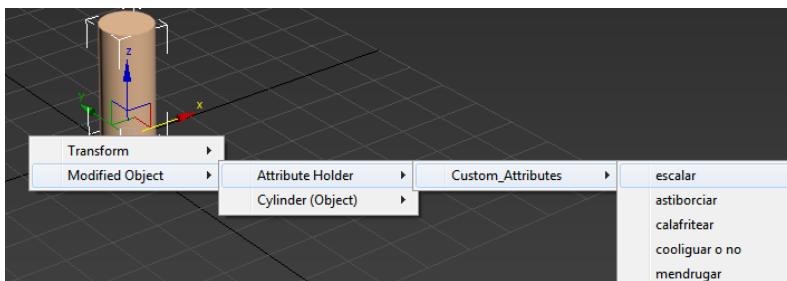 z
y
x
Transform
Modified Object
Attribute Holder
Cylinder (Object)
Custom_Attributes
escalar
astiborciar
calafritear
cooliguar o no
mendrugar